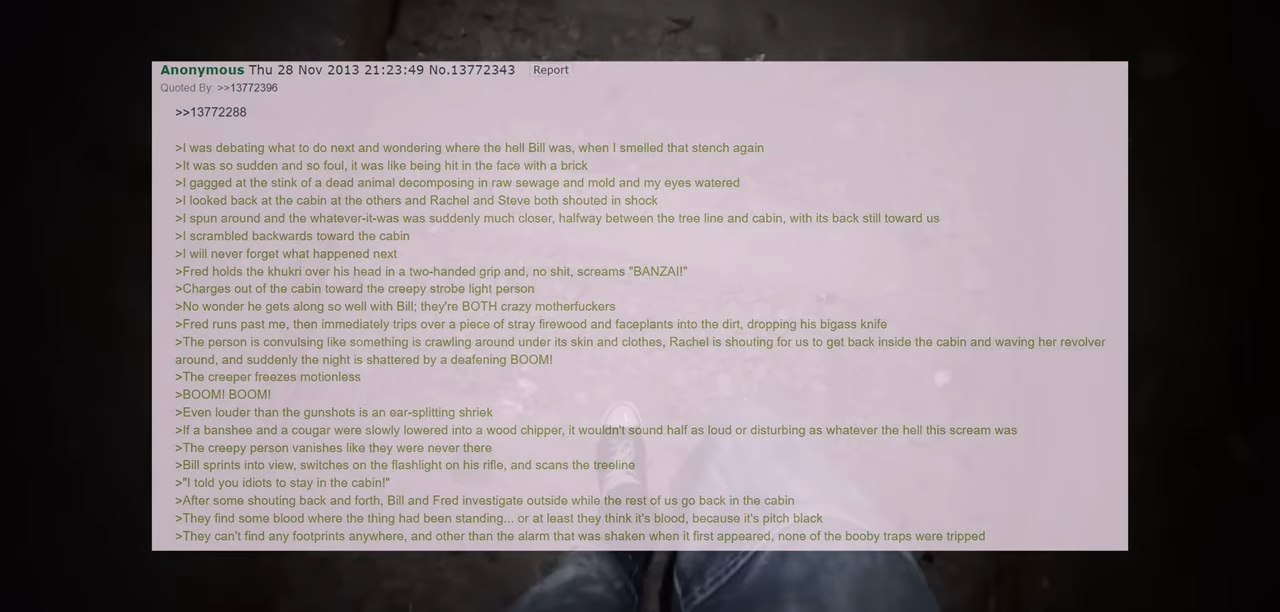 Anonymous Thu 28 Nov 2013 21:23:49 No.13772343 Report
Quoted By: >>13772396
>>13772288
>I was debating what to do next and wondering where the hell Bill was, when I smelled that stench again
>It was so sudden and so foul, it was like being hit in the face with a brick
>I gagged at the stink of a dead animal decomposing in raw sewage and mold and my eyes watered
>I looked back at the cabin at the others and Rachel and Steve both shouted in shock
>I spun around and the whatever-it-was was suddenly much closer, halfway between the tree line and cabin, with its back still toward us
>I scrambled backwards toward the cabin
>I will never forget what happened next
>Fred holds the khukri over his head in a two-handed grip and, no shit, screams "BANZAI!"
>Charges out of the cabin toward the creepy strobe light person
>No wonder he gets along so well with Bill; they're BOTH crazy motherfuckers
>Fred runs past me, then immediately trips over a piece of stray firewood and faceplants into the dirt, dropping his bigass knife
>The person is convulsing like something is crawling around under its skin and clothes, Rachel is shouting for us to get back inside the cabin and waving her revolver
around, and suddenly the night is shattered by a deafening BOOM!
>The creeper freezes motionless
>BOOM! BOOM!
>Even louder than the gunshots is an ear-splitting shriek
>If a banshee and a cougar were slowly lowered into a wood chipper, it wouldn't sound half as loud or disturbing as whatever the hell this scream was
>The creepy person vanishes like they were never there
>Bill sprints into view, switches on the flashlight on his rifle, and scans the treeline
>"I told you idiots to stay in the cabin!"
>After some shouting back and forth, Bill and Fred investigate outside while the rest of us go back in the cabin
>They find some blood where the thing had been standing... or at least they think it's blood, because it's pitch black
>They can't find any footprints anywhere, and other than the alarm that was shaken when it first appeared, none of the booby traps were tripped